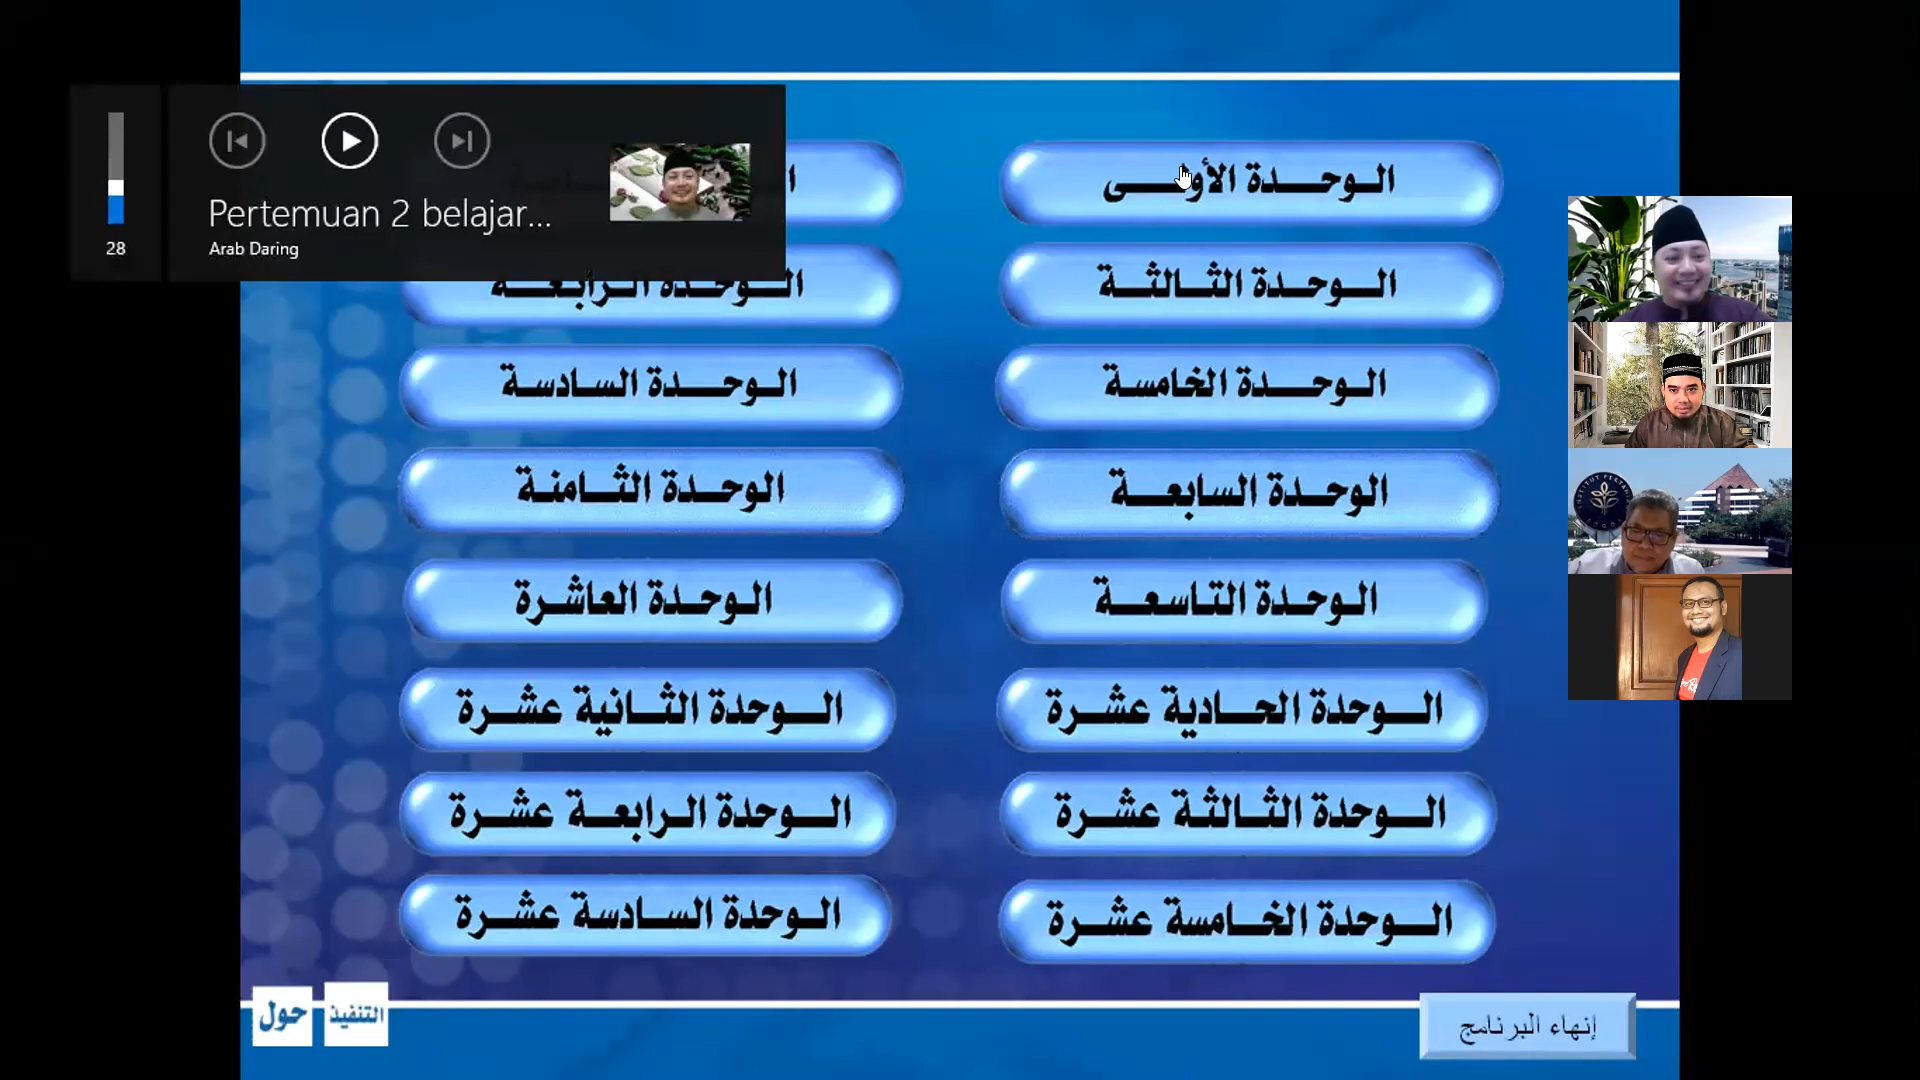 الوحدة الأولى
Pertemuan 2 belajar...
28
Arab Daring
الوحدة الثالثة
الوحدة الرابعة
الوحدة الخامسة
الوحدة السادسة
الوحدة السابعة
الوحدة الثامنة
الوحدة التاسعة
الوحدة العاشرة
الوحدة الحادية عشرة
الوحدة الثانية عشرة
الوحدة الثالثة عشرة
الوحدة الرابعة عشرة
الوحدة الخامسة عشرة
الوحدة السادسة عشرة
إنهاء البرنامج
التنفيذ
حول